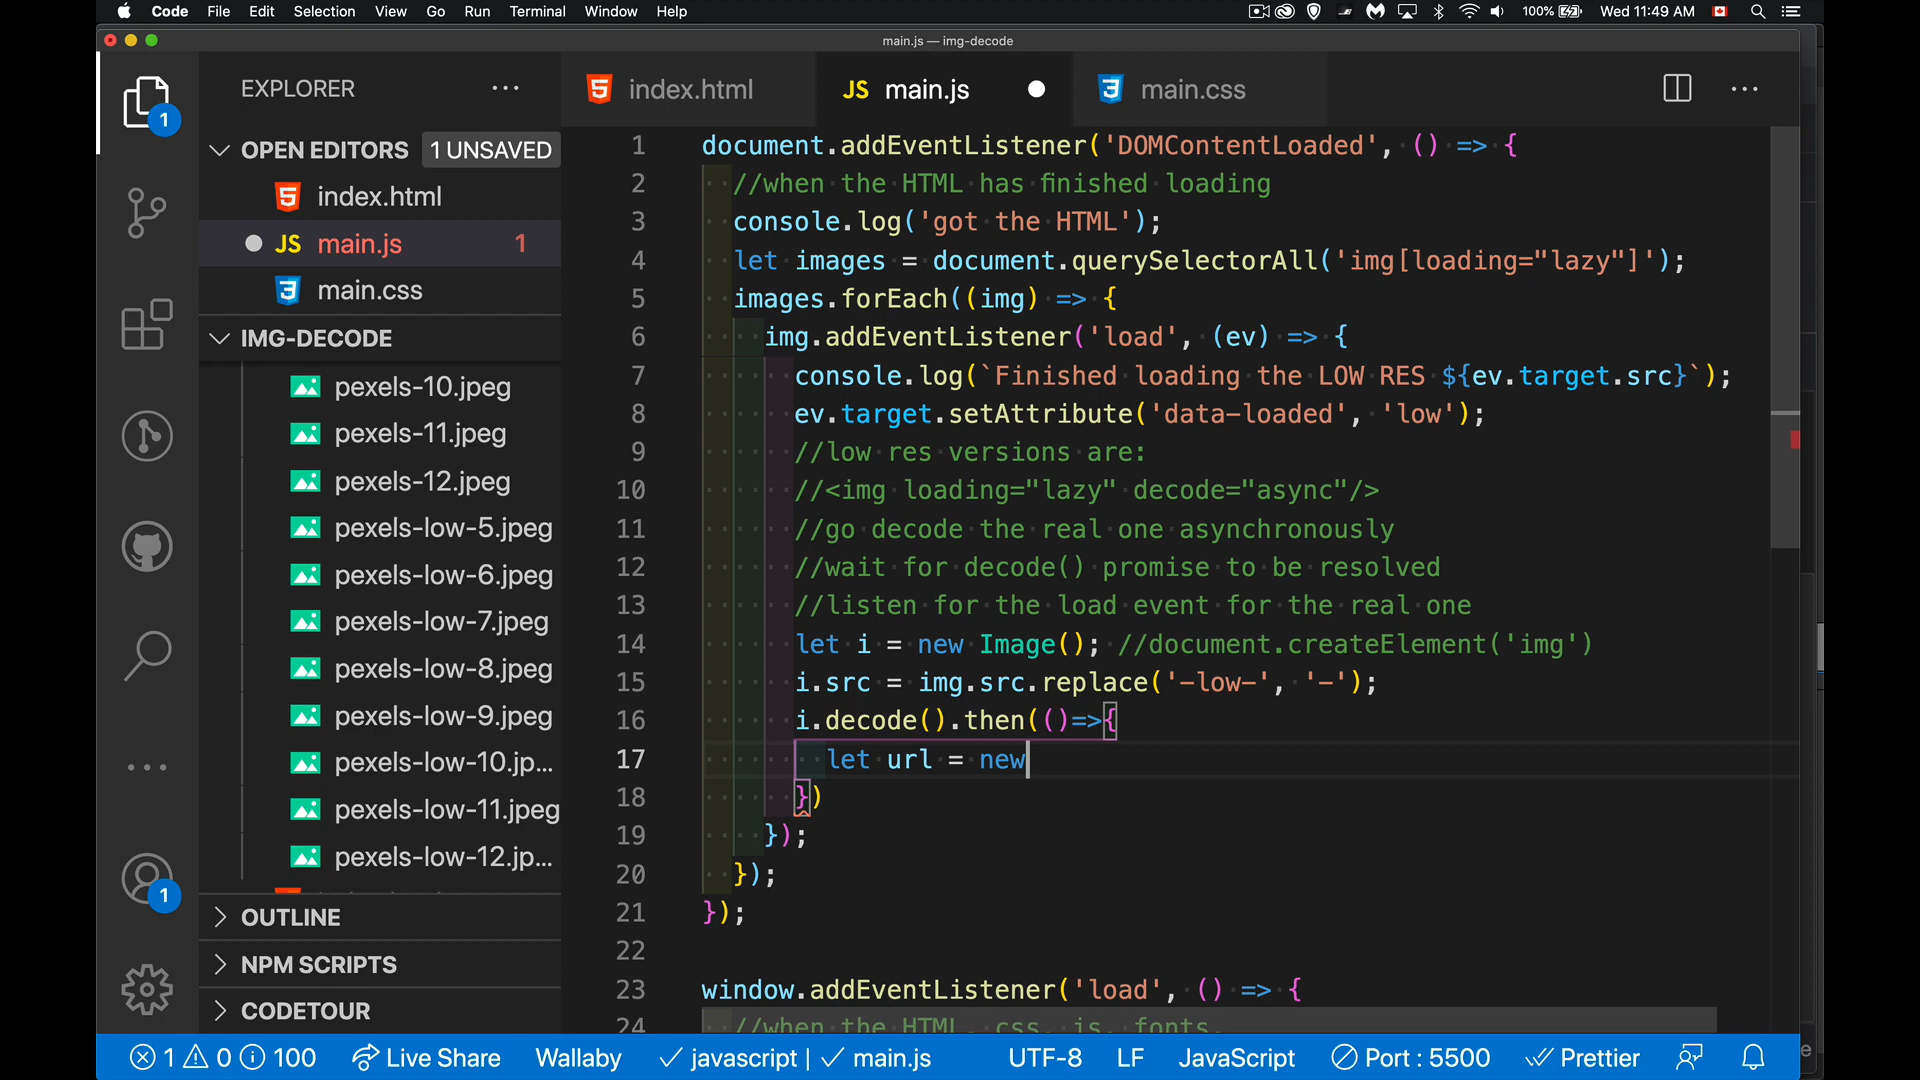 Code File Edit Selection View Go Run Terminal Window Help 100% Wed 11:49 AM
main.js — img-decode
EXPLORER
index.html
JS main.js
main.css
OPEN EDITORS 1 UNSAVED
index.html
JS main.js 1
main.css
IMG-DECODE
pexels-10.jpeg
pexels-11.jpeg
pexels-12.jpeg
pexels-low-5.jpeg
pexels-low-6.jpeg
pexels-low-7.jpeg
pexels-low-8.jpeg
pexels-low-9.jpeg
pexels-low-10.jp...
pexels-low-11.jpeg
pexels-low-12.jp...
OUTLINE
NPM SCRIPTS
CODETOUR
1
1
1 document.addEventListener('DOMContentLoaded', () => {
2 //when the HTML has finished loading
3 console.log('got the HTML');
4 let images = document.querySelectorAll('img[loading="lazy"]');
5 images.forEach((img) => {
6 img.addEventListener('load', (ev) => {
7 console.log(`Finished loading the LOW RES ${ev.target.src}`);
8 ev.target.setAttribute('data-loaded', 'low');
9 //low res versions are:
10 //<img loading="lazy" decode="async"/>
11 //go decode the real one asynchronously
12 //wait for decode() promise to be resolved
13 //listen for the load event for the real one
14 let i = new Image(); //document.createElement('img')
15 i.src = img.src.replace('-low-', '-');
16 i.decode().then(()=>{
17 let url = new
18 })
19 });
20 });
21 });
22
23 window.addEventListener('load', () => {
24 //when the HTML, css, js, fonts,
1 0 100 Live Share Wallaby javascript | main.js UTF-8 LF JavaScript Port : 5500 Prettier